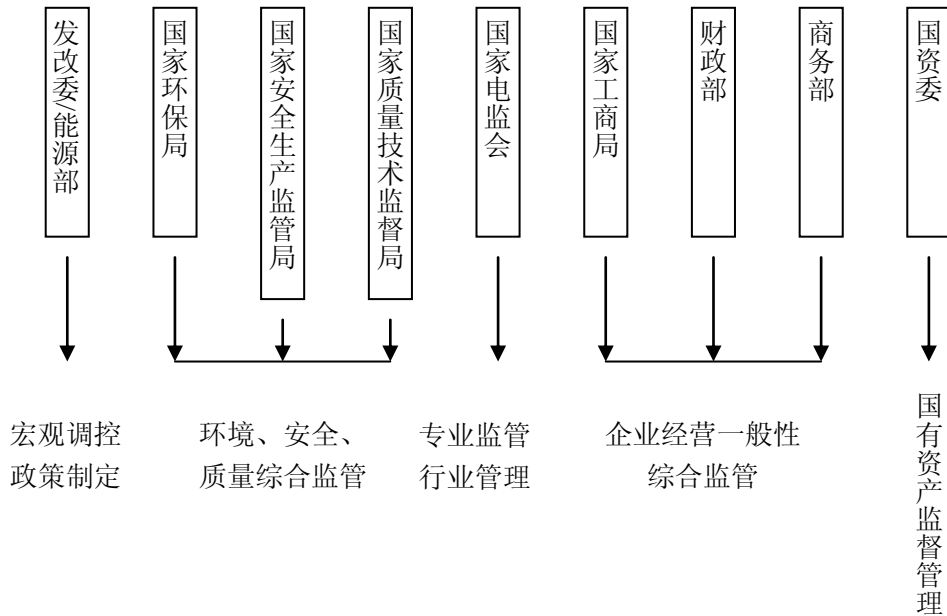 发改委/能源部
国家环保局
国家安全生产监管局
国家质量技术监督局
国家电监会
国家工商局
财政部
商务部
国资委
宏观调控
政策制定
环境、安全、
质量综合监管
专业监管
行业管理
企业经营一般性
综合监管
国有资产监督管理